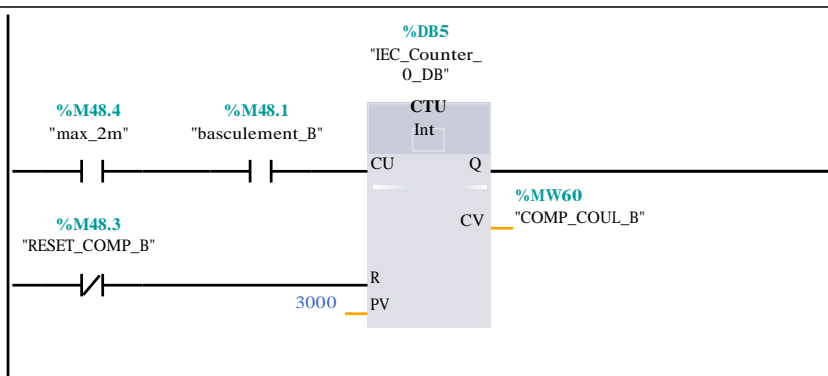 %DB5
"IEC_Counter_
0_DB"
%M48.4
"max_2m"
%M48.1
"basculement_B"
CTU
Int
CU
Q
%MW60
CV
"COMP_COUL_B"
%M48.3
"RESET_COMP_B"
R
3000
PV